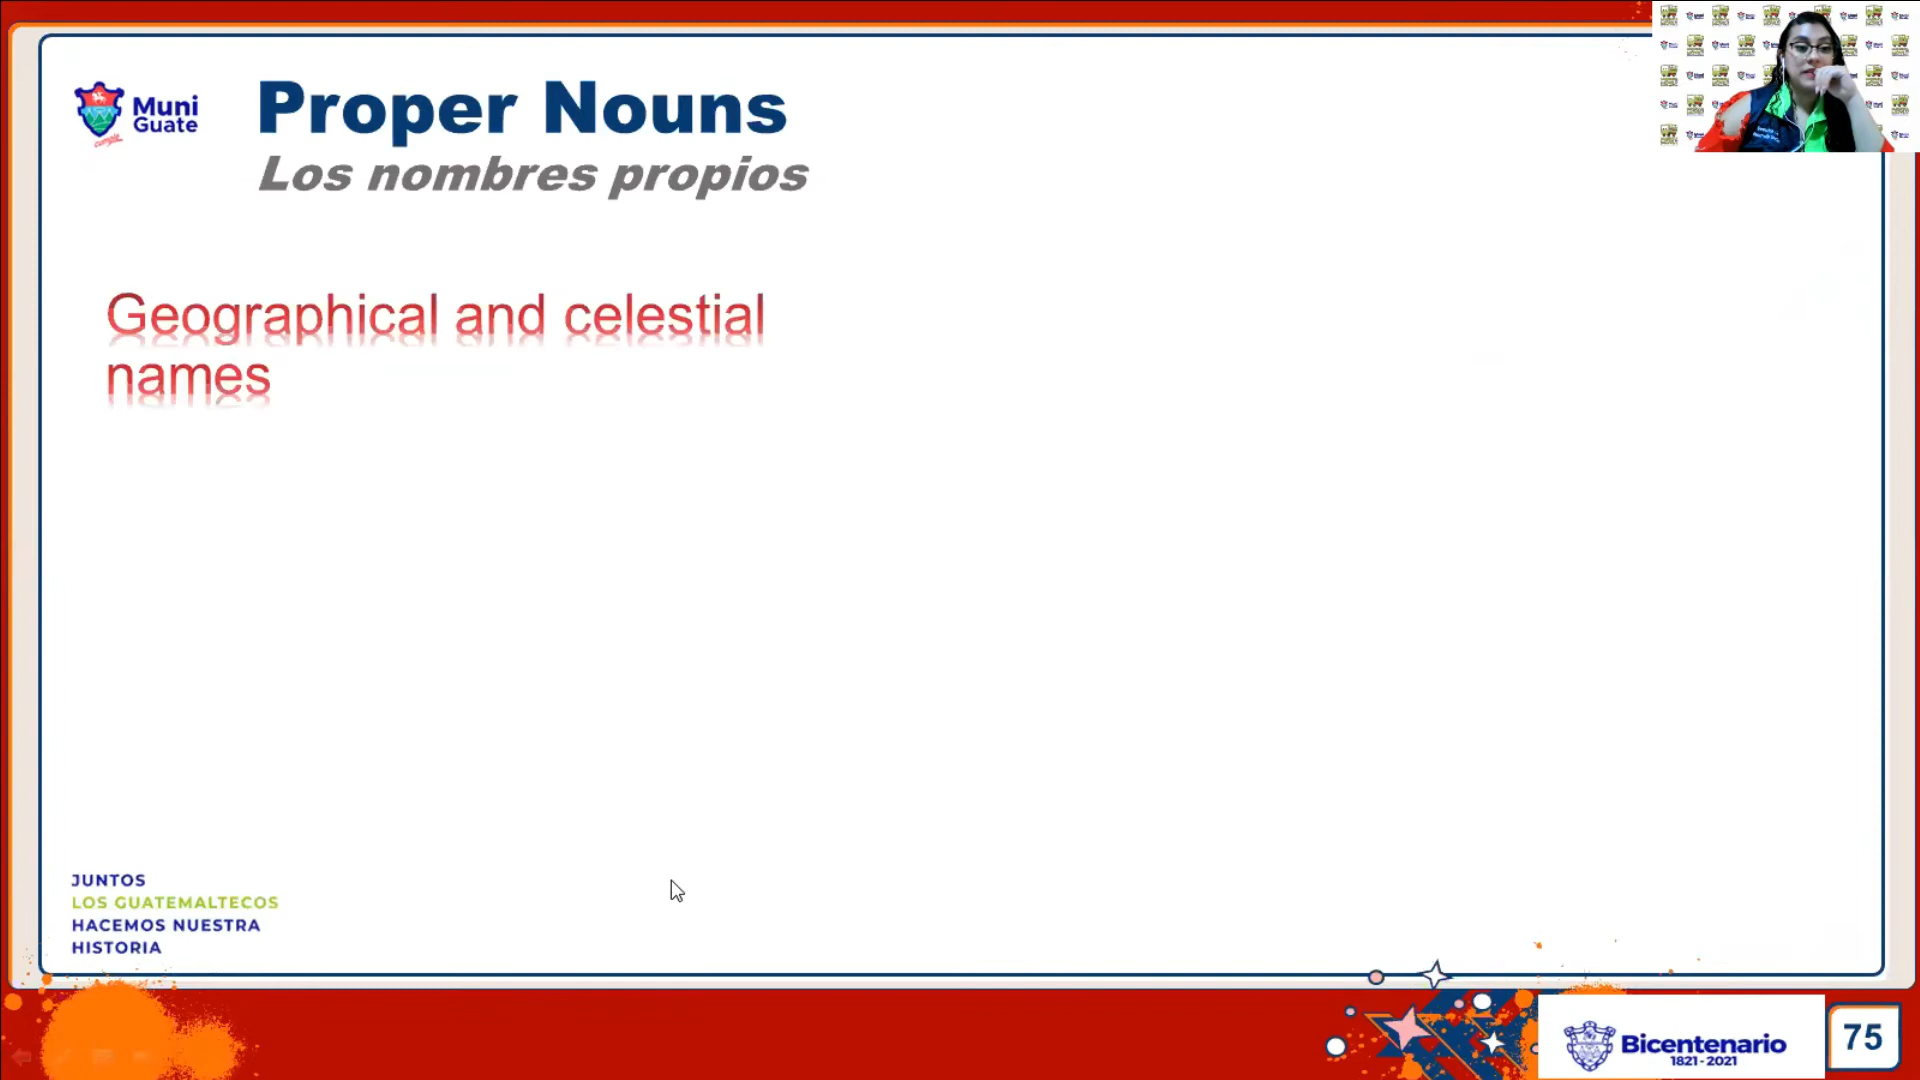 Muni
Guate
Proper Nouns
Los nombres propios
Geographical and celestial
names
JUNTOS
LOS GUATEMALTECOS
HACEMOS NUESTRA
HISTORIA
Bicentenario
1821-2021
75